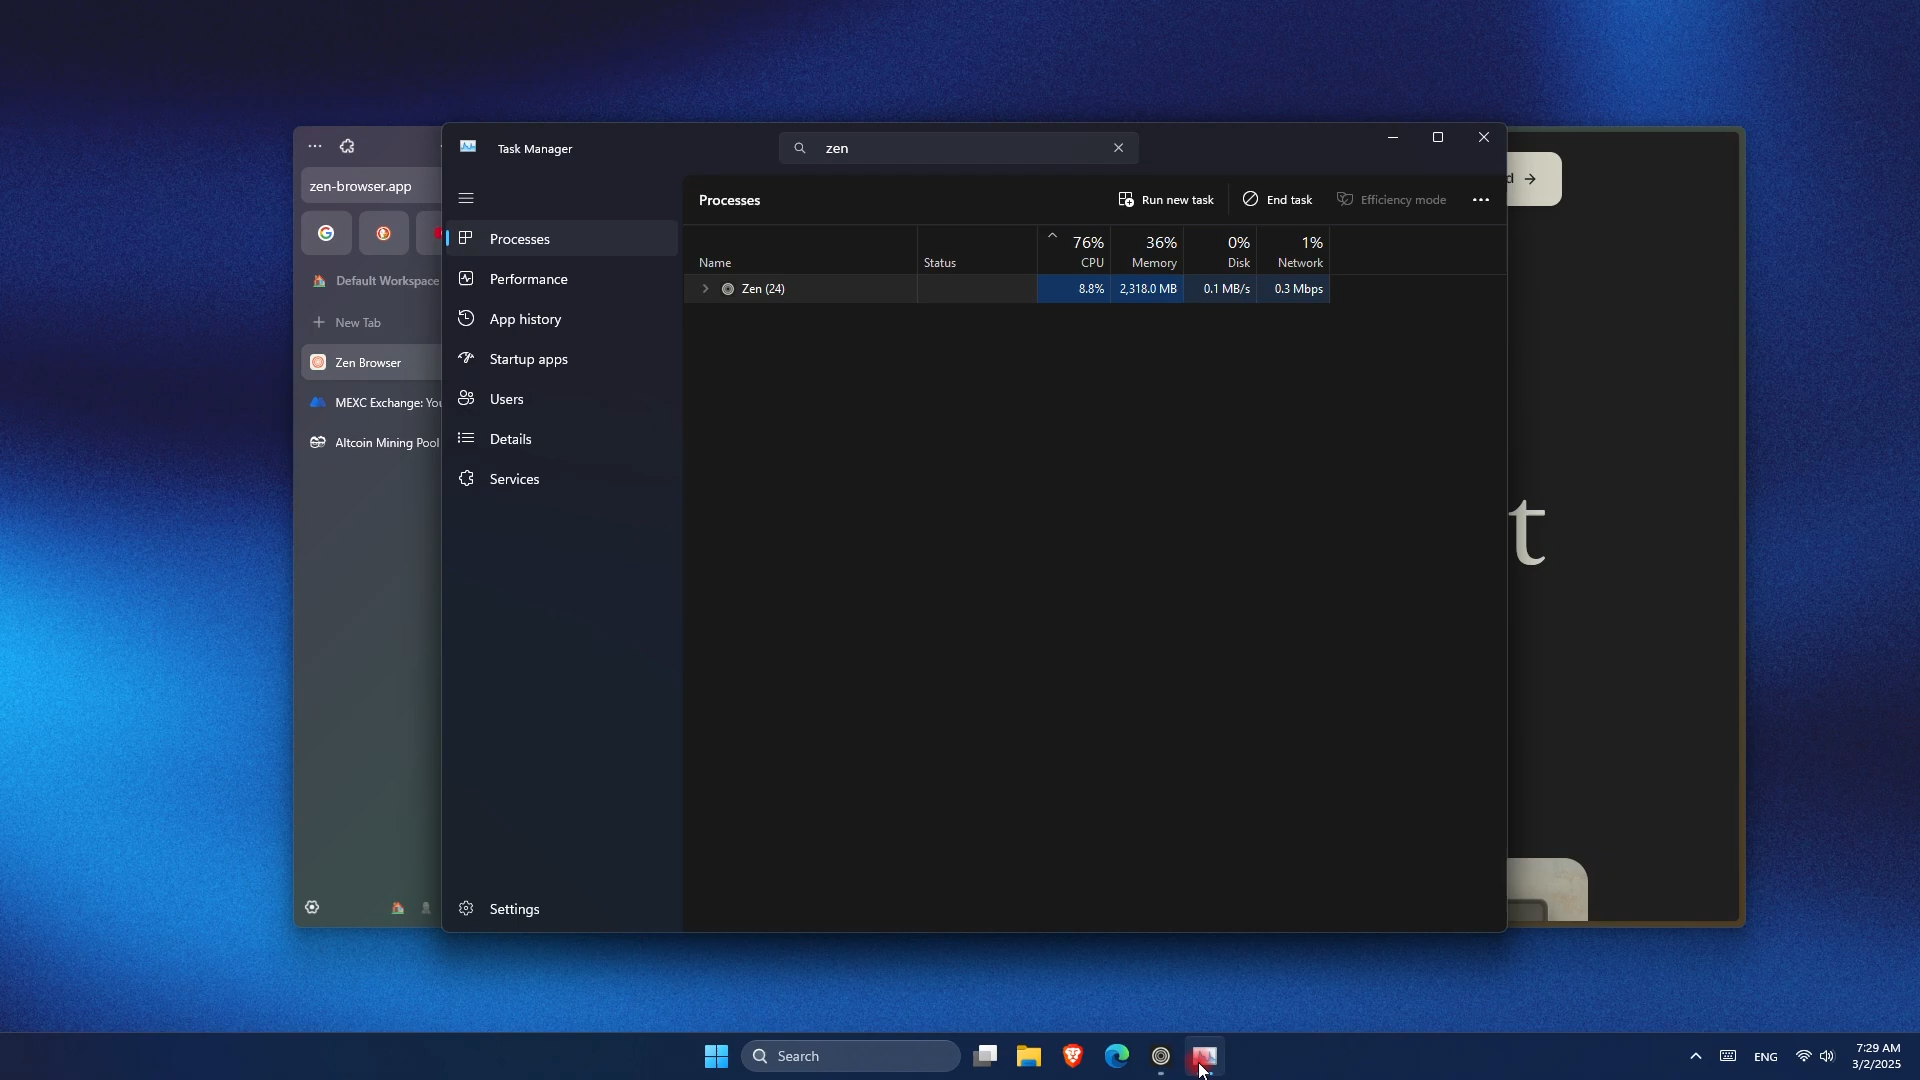 Task Manager
zen
zen-browser.app
Default Workspace
New Tab
Zen Browser
MEXC Exchange:
Altcoin Mining Pool
Processes
Performance
App history
Startup apps
Users
Details
Services
Settings
Processes
Run new task
End task
Efficiency mode
76% 36% 0% 1%
Name Status CPU Memory Disk Network
Zen (24) 8.8% 2,318.0 MB 0.1 MB/s 0.3 Mbps
d →
t
Search
ENG
7:29 AM
3/2/2025